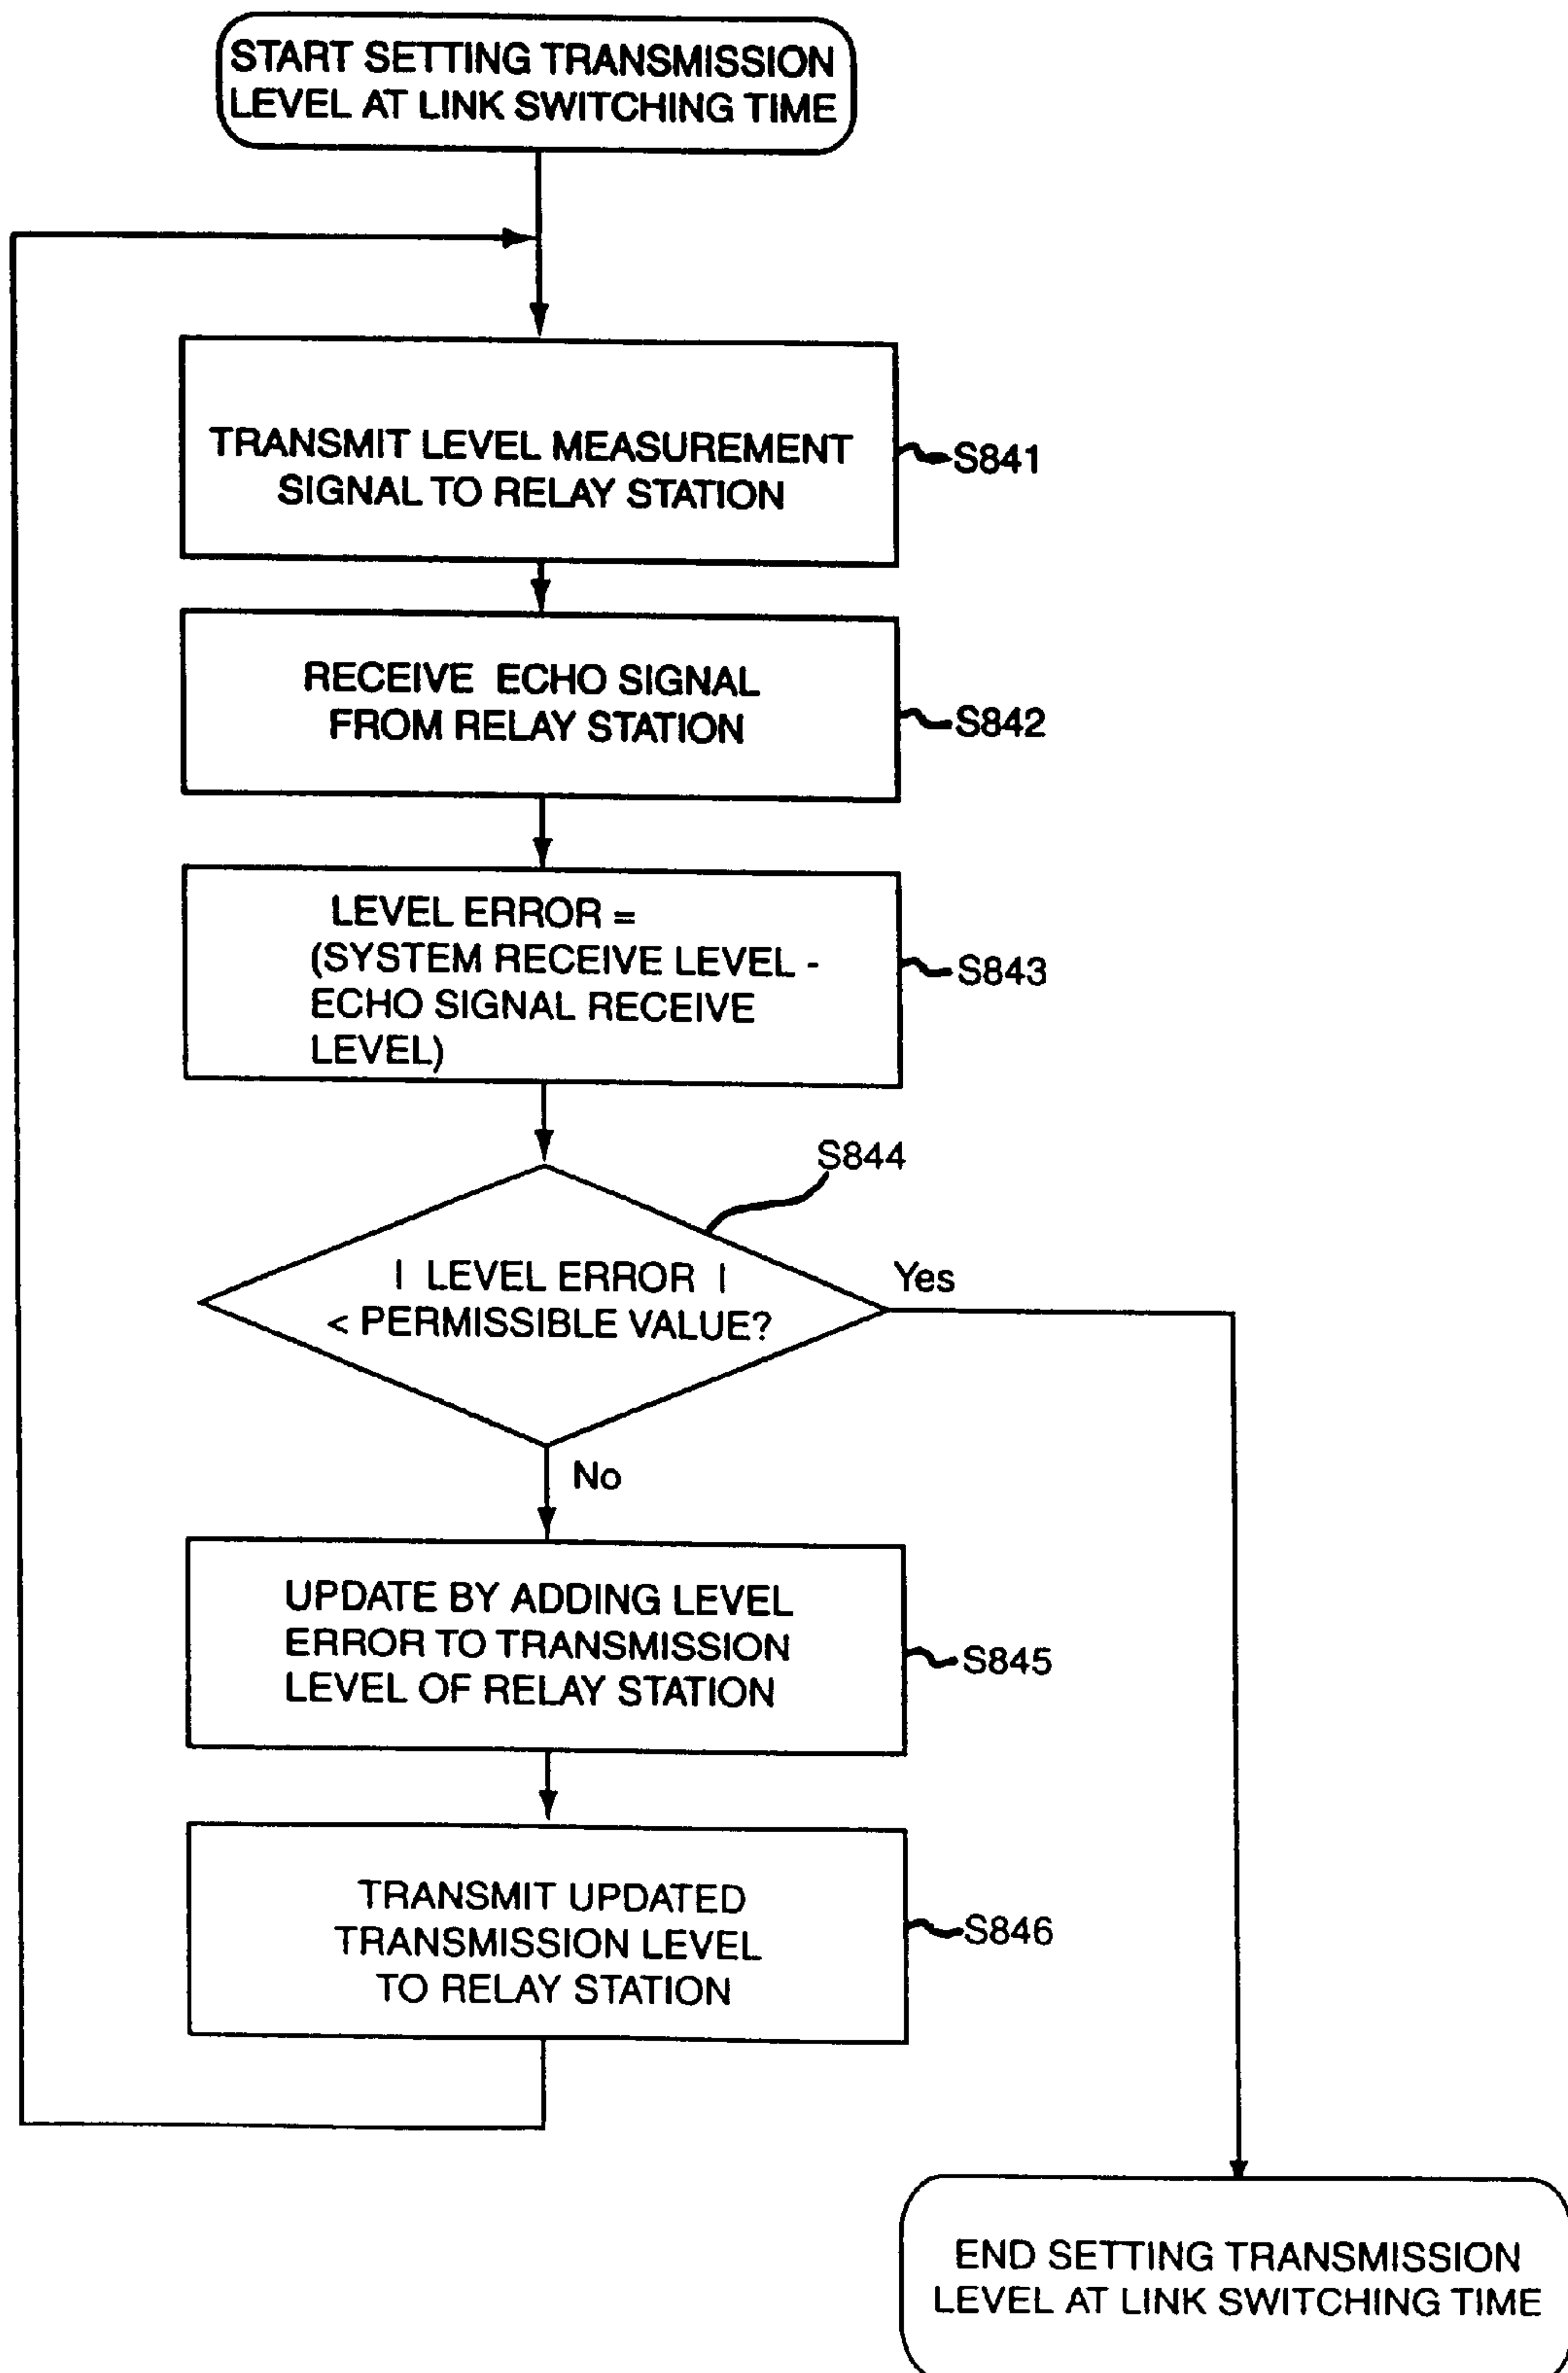 START SETTING TRANSMISSION
LEVEL AT LINK SWITCHING TIME
TRANSMIT LEVEL MEASUREMENT
SIGNAL TO RELAY STATION
S841
RECEIVE ECHO SIGNAL
FROM RELAY STATION
S842
LEVEL ERROR =
(SYSTEM RECEIVE LEVEL -
ECHO SIGNAL RECEIVE
LEVEL)
S843
S844
| LEVEL ERROR |
< PERMISSIBLE VALUE?
Yes
No
UPDATE BY ADDING LEVEL
ERROR TO TRANSMISSION
LEVEL OF RELAY STATION
S845
TRANSMIT UPDATED
TRANSMISSION LEVEL
TO RELAY STATION
S846
END SETTING TRANSMISSION
LEVEL AT LINK SWITCHING TIME